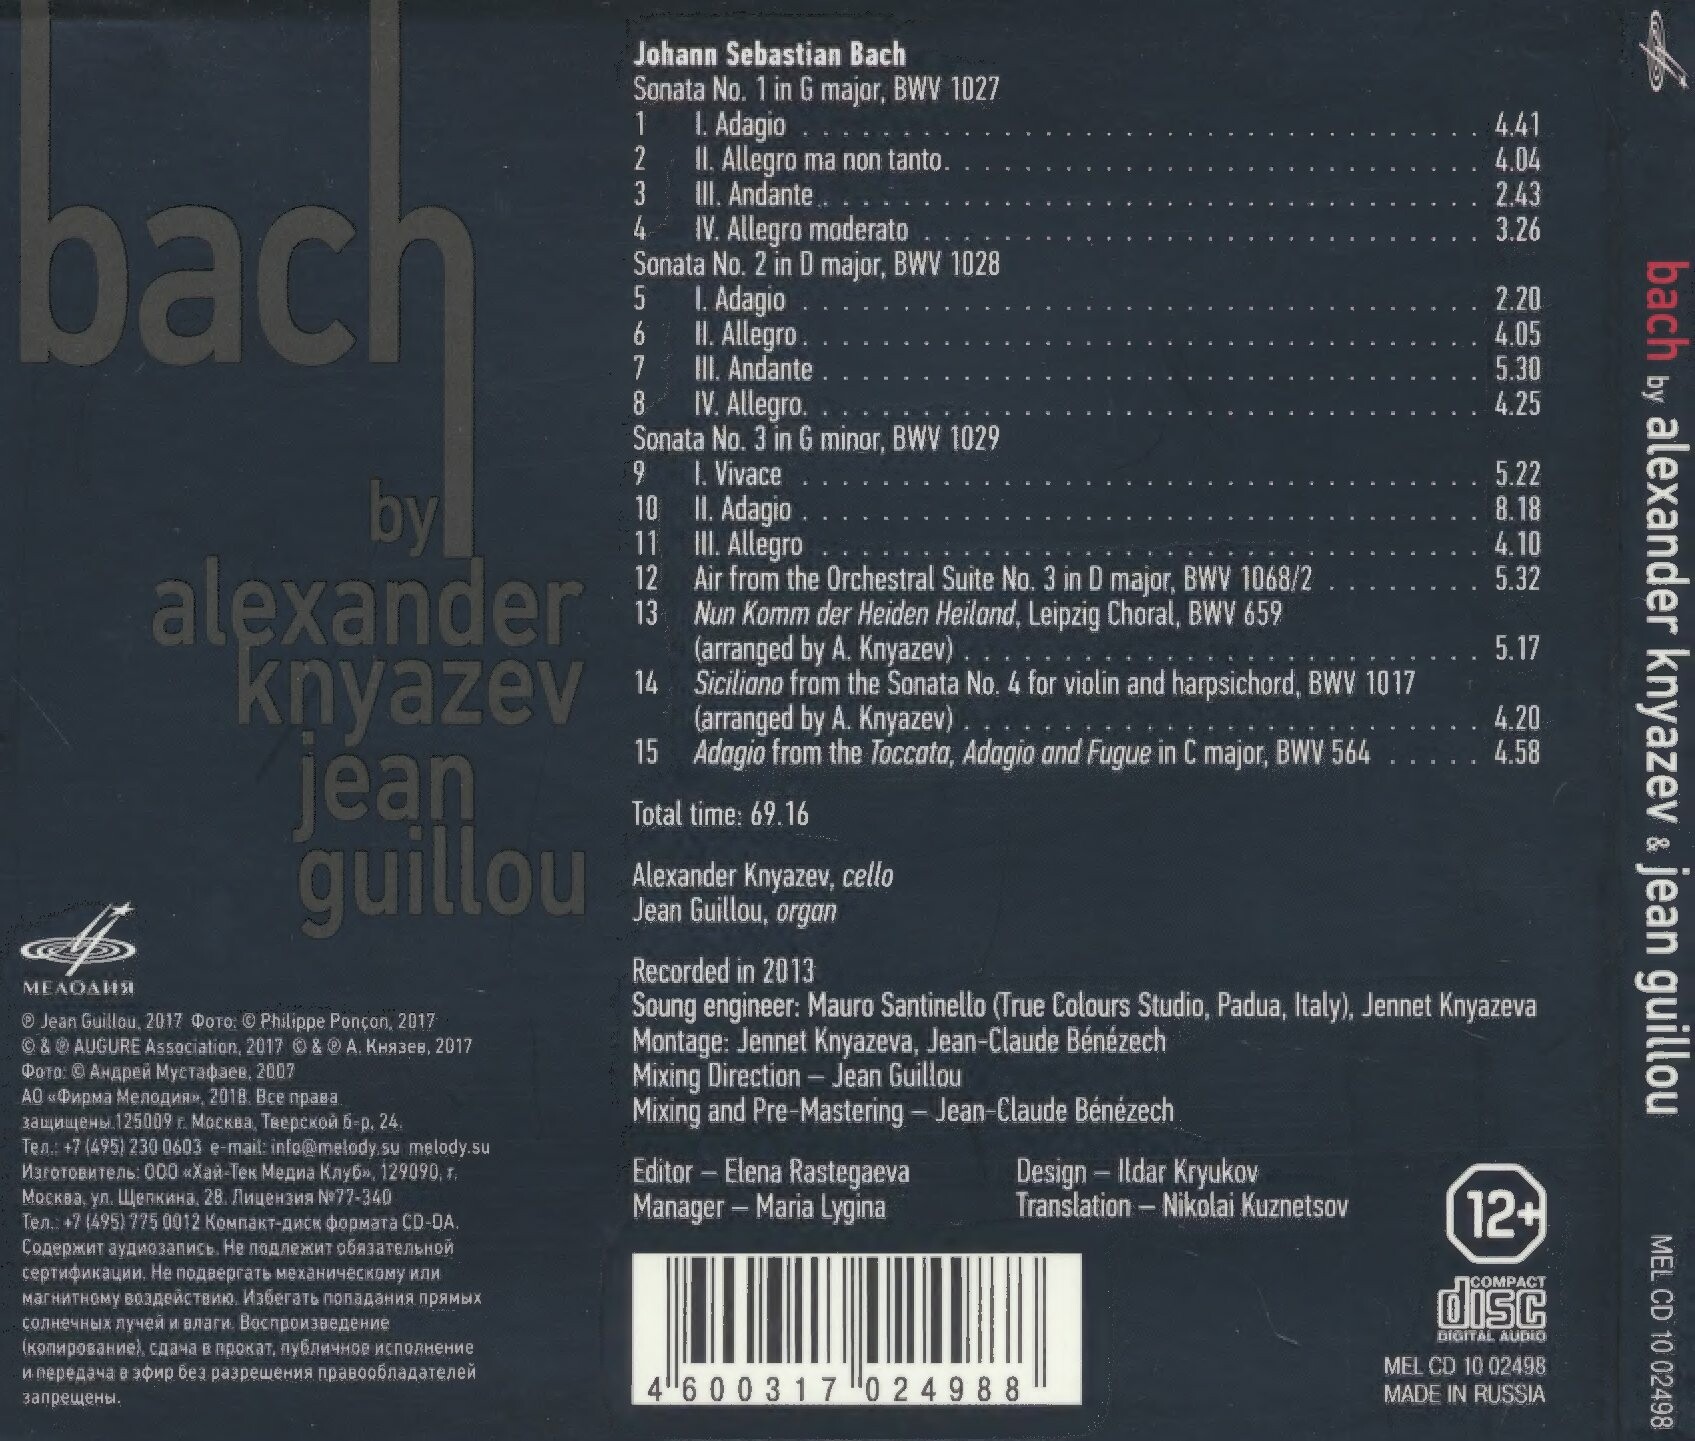 bach
by
alexander
knyazev
jean
guillou
МЕЛОДИЯ
℗ Jean Guillou, 2017 Фото: © Philippe Ponçon, 2017
© & ℗ AUGURE Association, 2017 © & ℗ А. Князев, 2017
Фото: © Андрей Мустафаев, 2007
АО «Фирма Мелодия», 2018. Все права
защищены.125009 г. Москва, Тверской б-р, 24.
Тел.: +7 (495) 230 0603 e-mail: info@melody.su melody.su
Изготовитель: ООО «Хай-Тек Медиа Клуб», 129090, г.
Москва, ул. Щепкина, 28. Лицензия №77-340
Тел.: +7 (495) 775 0012 Компакт-диск формата CD-DA.
Содержит аудиозапись. Не подлежит обязательной
сертификации. Не подвергать механическому или
магнитному воздействию. Избегать попадания прямых
солнечных лучей и влаги. Воспроизведение
(копирование), сдача в прокат, публичное исполнение
и передача в эфир без разрешения правообладателей
запрещены.
Johann Sebastian Bach
Sonata No. 1 in G major, BWV 1027
1 I. Adagio 4.41
2 II. Allegro ma non tanto 4.04
3 III. Andante 2.43
4 IV. Allegro moderato 3.26
Sonata No. 2 in D major, BWV 1028
5 I. Adagio 2.20
6 II. Allegro 4.05
7 III. Andante 5.30
8 IV. Allegro 4.25
Sonata No. 3 in G minor, BWV 1029
9 I. Vivace 5.22
10 II. Adagio 8.18
11 III. Allegro 4.10
12 Air from the Orchestral Suite No. 3 in D major, BWV 1068/2 5.32
13 Nun Komm der Heiden Heiland, Leipzig Choral, BWV 659
(arranged by A. Knyazev) 5.17
14 Siciliano from the Sonata No. 4 for violin and harpsichord, BWV 1017
(arranged by A. Knyazev) 4.20
15 Adagio from the Toccata, Adagio and Fugue in C major, BWV 564 4.58
Total time: 69.16
Alexander Knyazev, cello
Jean Guillou, organ
Recorded in 2013
Soung engineer: Mauro Santinello (True Colours Studio, Padua, Italy), Jennet Knyazeva
Montage: Jennet Knyazeva, Jean-Claude Bénézech
Mixing Direction – Jean Guillou
Mixing and Pre-Mastering – Jean-Claude Bénézech
Editor – Elena Rastegaeva
Manager – Maria Lygina
Design – Ildar Kryukov
Translation – Nikolai Kuznetsov
4 600317 024988
12+
COMPACT
disc
DIGITAL AUDIO
MEL CD 10 02498
MADE IN RUSSIA
bach by alexander knyazev & jean guillou
MEL CD 10 02498